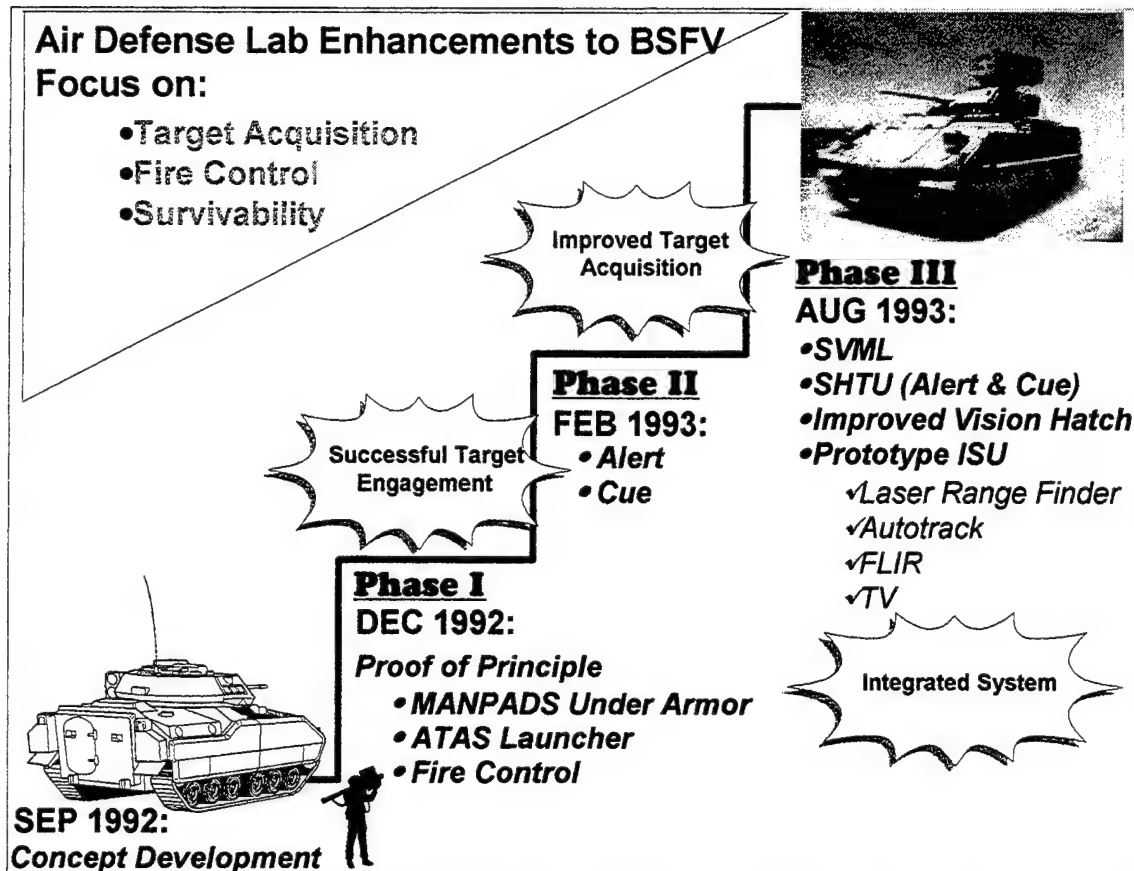 Air Defense Lab Enhancements to BSFV
Focus on:
•Target Acquisition
•Fire Control
•Survivability
Improved Target
Acquisition
Successful Target
Engagement
SEP 1992:
Concept Development
Phase I
DEC 1992:
Proof of Principle
•MANPADS Under Armor
•ATAS Launcher
•Fire Control
Phase II
FEB 1993:
•Alert
•Cue
Phase III
AUG 1993:
•SVML
•SHTU (Alert & Cue)
•Improved Vision Hatch
•Prototype ISU
✓Laser Range Finder
✓Autotrack
✓FLIR
✓TV
Integrated System